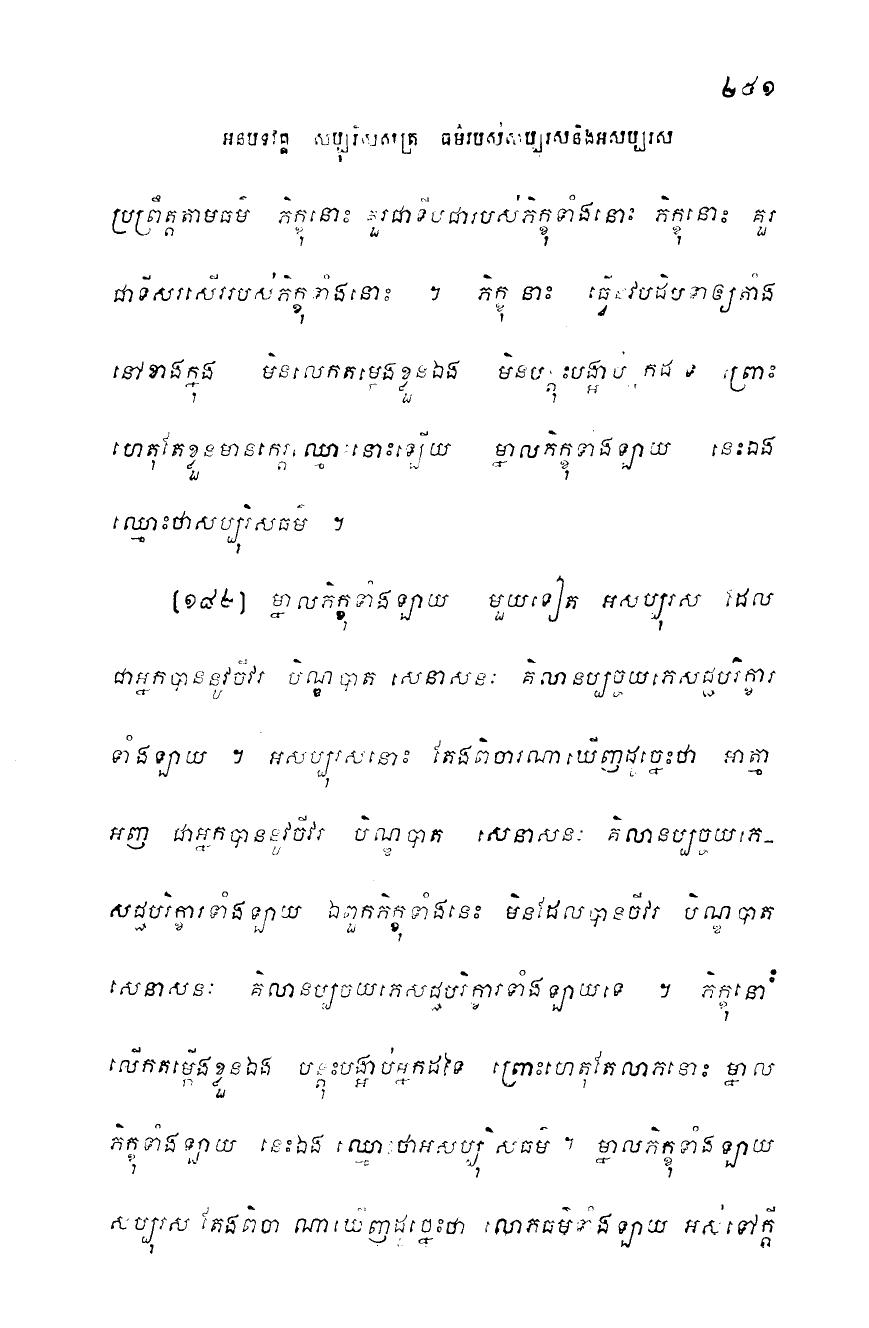 ២៥១
អនុបទវគ្គ សប្បុរិសសូត្រ ធម៌របស់សប្បុរសនិងអសប្បុរស
ប្រព្រឹត្តតាមធម៌ ភិក្ខុនោះ គួរជាទីបូជារបស់ភិក្ខុទាំងនោះ ភិក្ខុនោះ គួរ
ជាទីសរសើររបស់ភិក្ខុទាំងនោះ ។ ភិក្ខុនោះ ធ្វើនូវបដិបទាឲ្យតាំង
នៅខាងក្នុង មិនលើកតម្កើងខ្លួនឯង មិនបន្តុះបង្អាប់អ្នកដទៃ ព្រោះ
ហេតុតែខ្លួនមានកេរ្តិ៍ឈ្មោះនោះឡើយ ម្នាលភិក្ខុទាំងឡាយ នេះឯង
ឈ្មោះថាសប្បុរិសធម៌ ។
[១៨៤] ម្នាលភិក្ខុទាំងឡាយ មួយទៀត អសប្បុរស ដែល
ជាអ្នកបាននូវចីវរ បិណ្ឌបាត សេនាសនៈ គិលានប្បច្ចយភេសជ្ជបរិក្ខារ
ទាំងឡាយ ។ អសប្បុរសនោះ តែងពិចារណាឃើញដូច្នេះថា អាត្មា
អញ ជាអ្នកបាននូវចីវរ បិណ្ឌបាត សេនាសនៈ គិលានប្បច្ចយភេ-
សជ្ជបរិក្ខារទាំងឡាយ ឯពួកភិក្ខុទាំងនេះ មិនដែលបានចីវរ បិណ្ឌបាត
សេនាសនៈ គិលានប្បចយភេសជ្ជបរិក្ខារទាំងឡាយទេ ។ ភិក្ខុនោះ
លើកតម្កើងខ្លួនឯង បន្តុះបង្អាប់អ្នកដទៃ ព្រោះហេតុតែលាភនោះ ម្នាល
ភិក្ខុទាំងឡាយ នេះឯង ឈ្មោះថាអសប្បុរិសធម៌ ។ ម្នាលភិក្ខុទាំងឡាយ
សប្បុរស តែងពិចារណាឃើញដូច្នេះថា លោភធម៌ទាំងឡាយ អស់ទៅក្តី